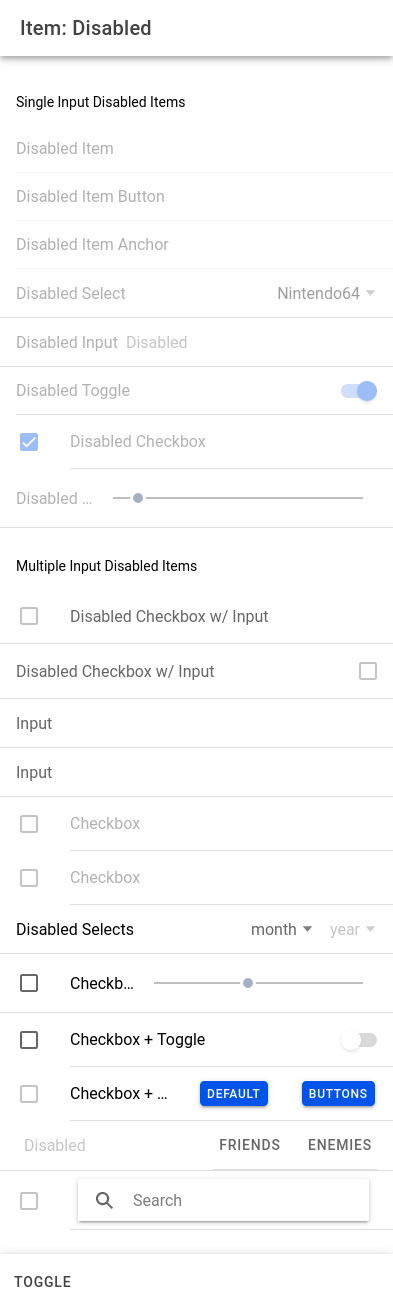 Item: Disabled
Single Input Disabled Items
Disabled Item
Disabled Item Button
Disabled Item Anchor
Disabled Select Nintendo64
Disabled Input Disabled
Disabled Toggle
Disabled Checkbox
Disabled ...
Multiple Input Disabled Items
Disabled Checkbox w/ Input
Disabled Checkbox w/ Input
Input
Input
Checkbox
Checkbox
Disabled Selects month year
Checkb...
Checkbox + Toggle
Checkbox + ... DEFAULT BUTTONS
Disabled FRIENDS ENEMIES
Search
TOGGLE